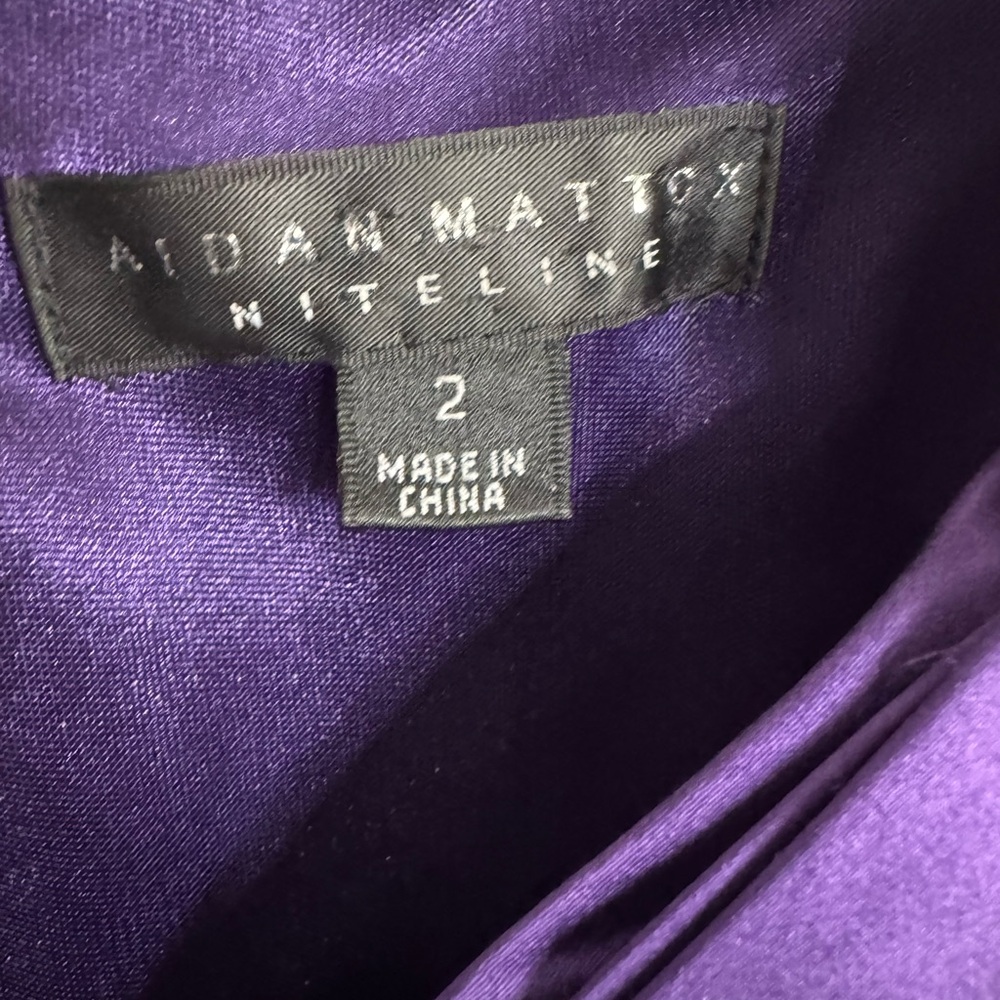 AIDAN MATTOX
NITELINE
2
MADE IN
CHINA